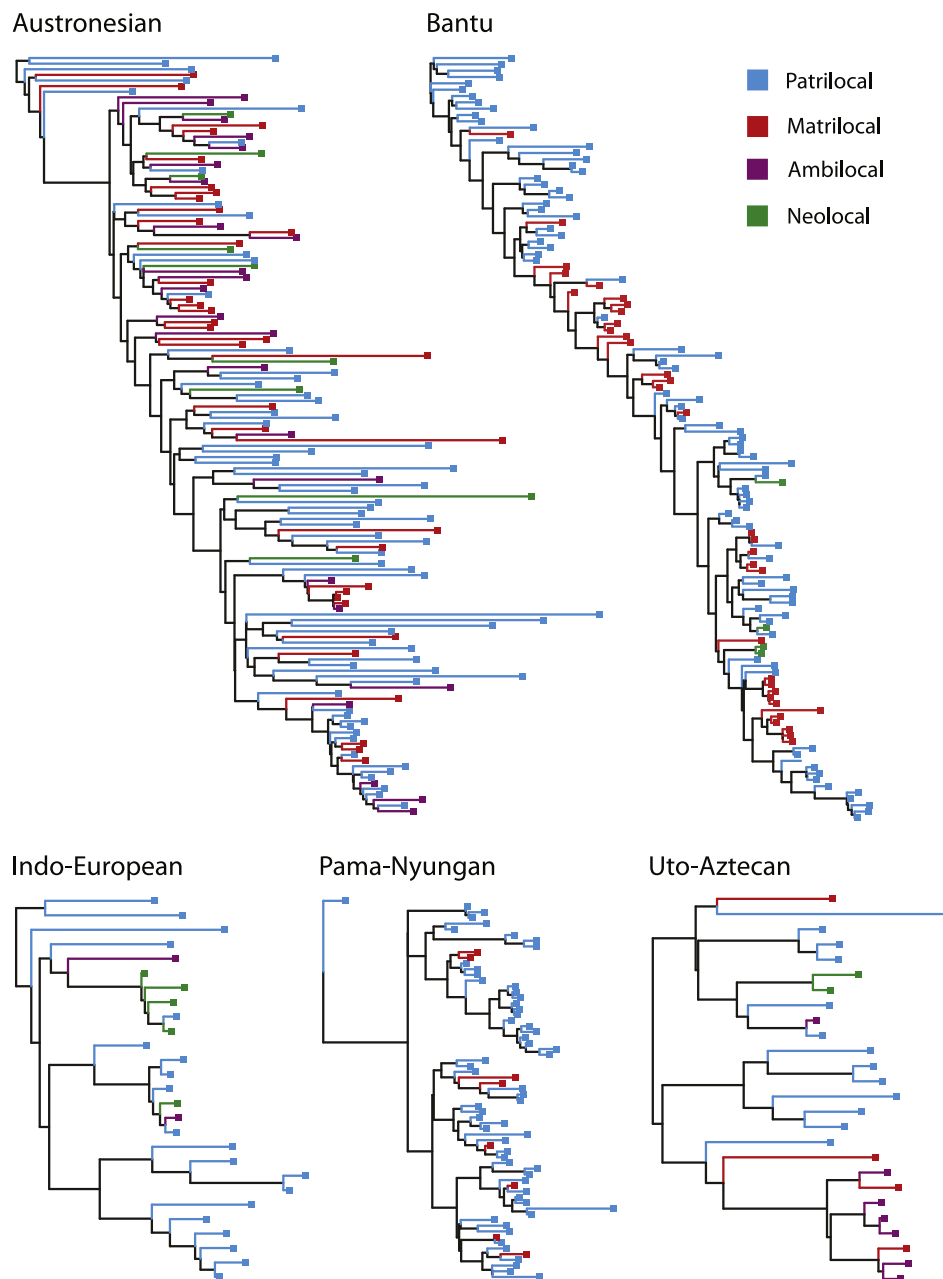 Austronesian
Bantu
Patrilocal
Matrilocal
Ambilocal
Neolocal
Indo-European
Pama-Nyungan
Uto-Aztecan